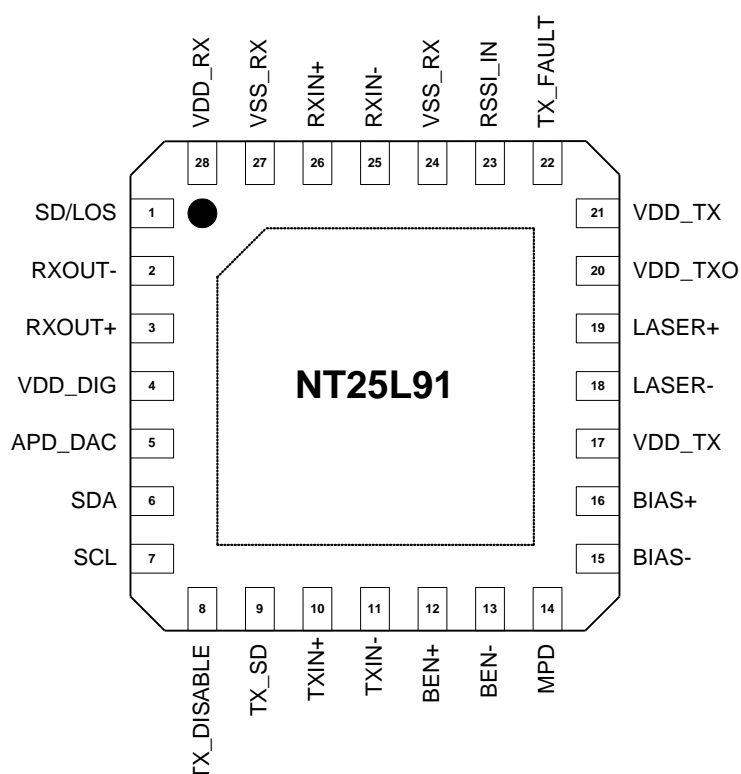 VDD_RX
VSS_RX
RXIN+
RXIN-
VSS_RX
RSSI_IN
TX_FAULT
28
27
26
25
24
23
22
SD/LOS 1
RXOUT- 2
RXOUT+ 3
VDD_DIG 4
APD_DAC 5
SDA 6
SCL 7
NT25L91
21 VDD_TX
20 VDD_TXO
19 LASER+
18 LASER-
17 VDD_TX
16 BIAS+
15 BIAS-
8
9
10
11
12
13
14
TX_DISABLE
TX_SD
TXIN+
TXIN-
BEN+
BEN-
MPD